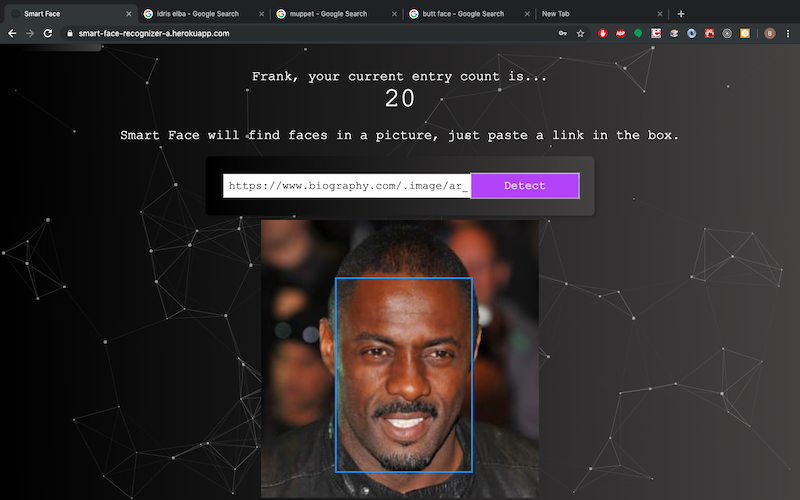 Smart Face
idris elba - Google Search
muppet - Google Search
butt face - Google Search
New Tab
smart-face-recognizer-a.herokuapp.com
ABP
B
Frank, your current entry count is...
20
Smart Face will find faces in a picture, just paste a link in the box.
https://www.biography.com/.image/ar_
Detect